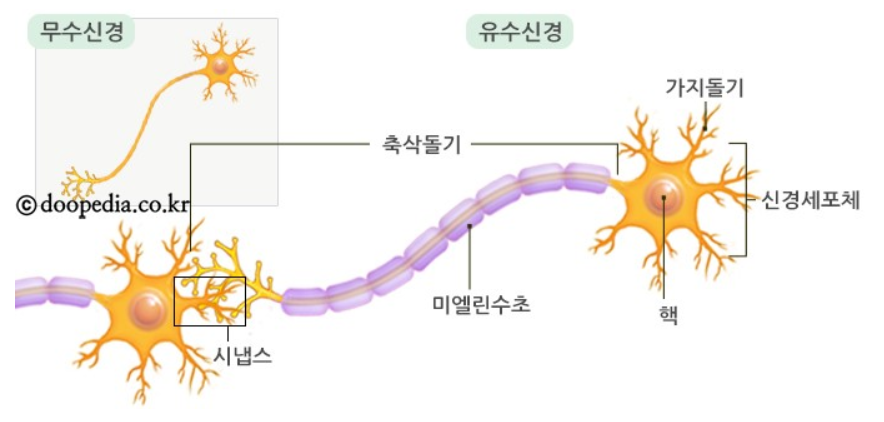 무수신경
유수신경
가지돌기
축삭돌기
ⓒdoopedia.co.kr
신경세포체
미엘린수초
핵
시냅스